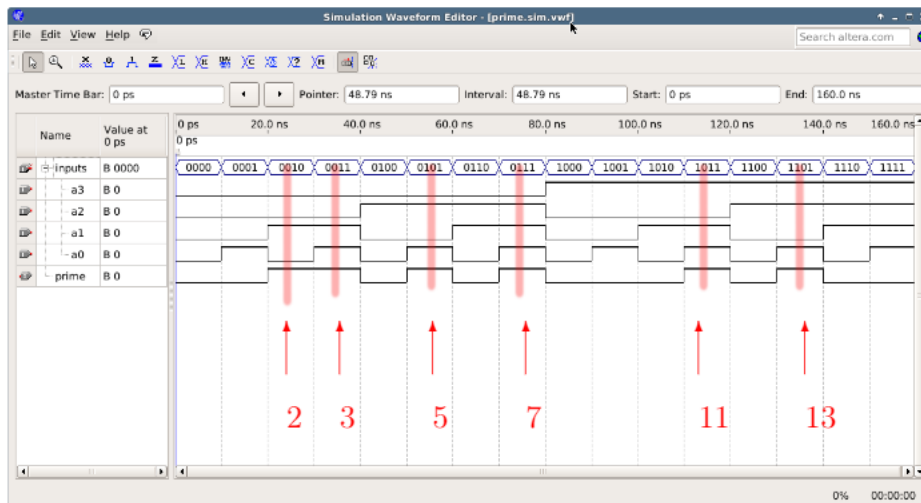 Simulation Waveform Editor - [prime.sim.vwf]
File Edit View Help
Search altera.com
Master Time Bar: 0 ps Pointer: 48.79 ns Interval: 48.79 ns Start: 0 ps End: 160.0 ns
Name Value at 0 ps
0 ps 20.0 ns 40.0 ns 60.0 ns 80.0 ns 100.0 ns 120.0 ns 140.0 ns 160.0 ns
0 ps
inputs B 0000 0000 0001 0010 0011 0100 0101 0110 0111 1000 1001 1010 1011 1100 1101 1110 1111
a3 B 0
a2 B 0
a1 B 0
a0 B 0
prime B 0
2 3 5 7 11 13
0% 00:00:00